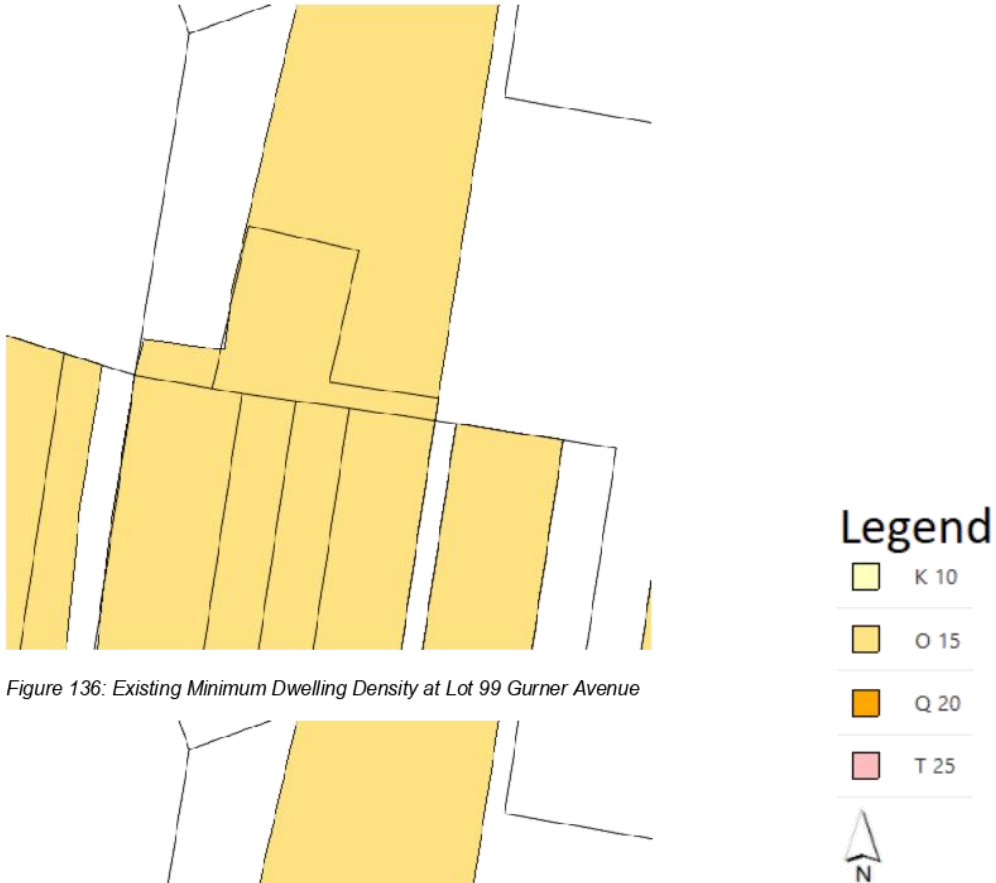 Legend
K 10
O 15
Q 20
T 25
N
Figure 136: Existing Minimum Dwelling Density at Lot 99 Gurner Avenue